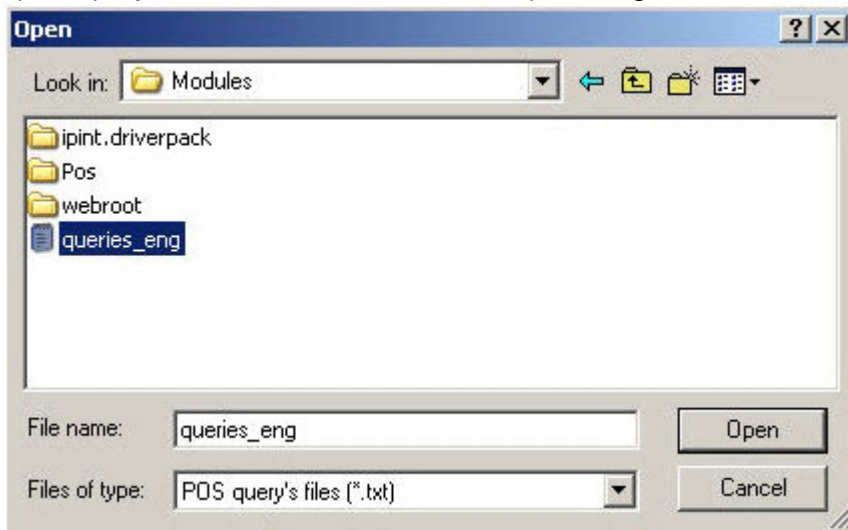 Open
Look in: Modules
ipint.driverpack
Pos
webroot
queries_eng
File name: queries_eng Open
Files of type: POS query's files (*.txt) Cancel